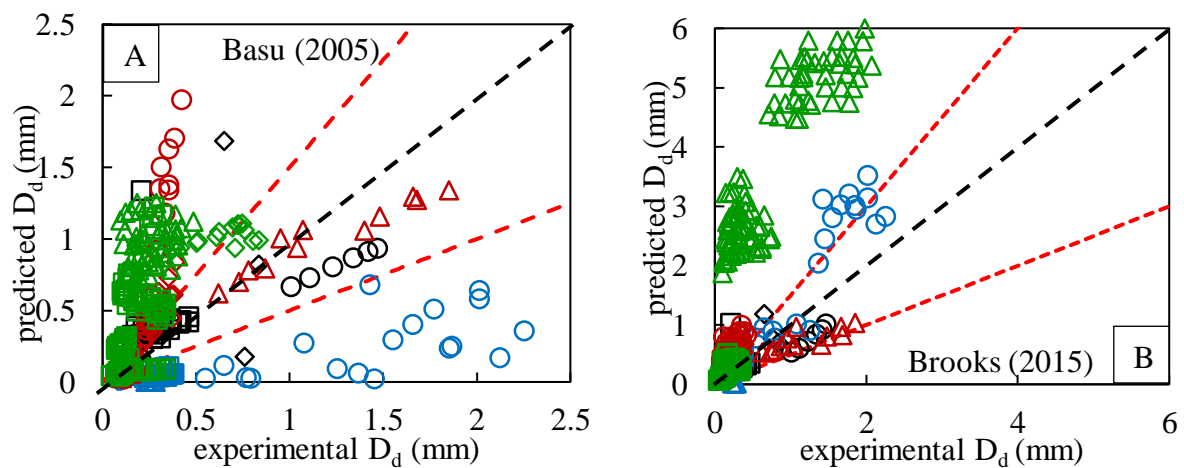 A
Basu (2005)
predicted D_d (mm)
2.5
2
1.5
1
0.5
0
0 0.5 1 1.5 2 2.5
experimental D_d (mm)
B
Brooks (2015)
predicted D_d (mm)
6
5
4
3
2
1
0
0 2 4 6
experimental D_d (mm)